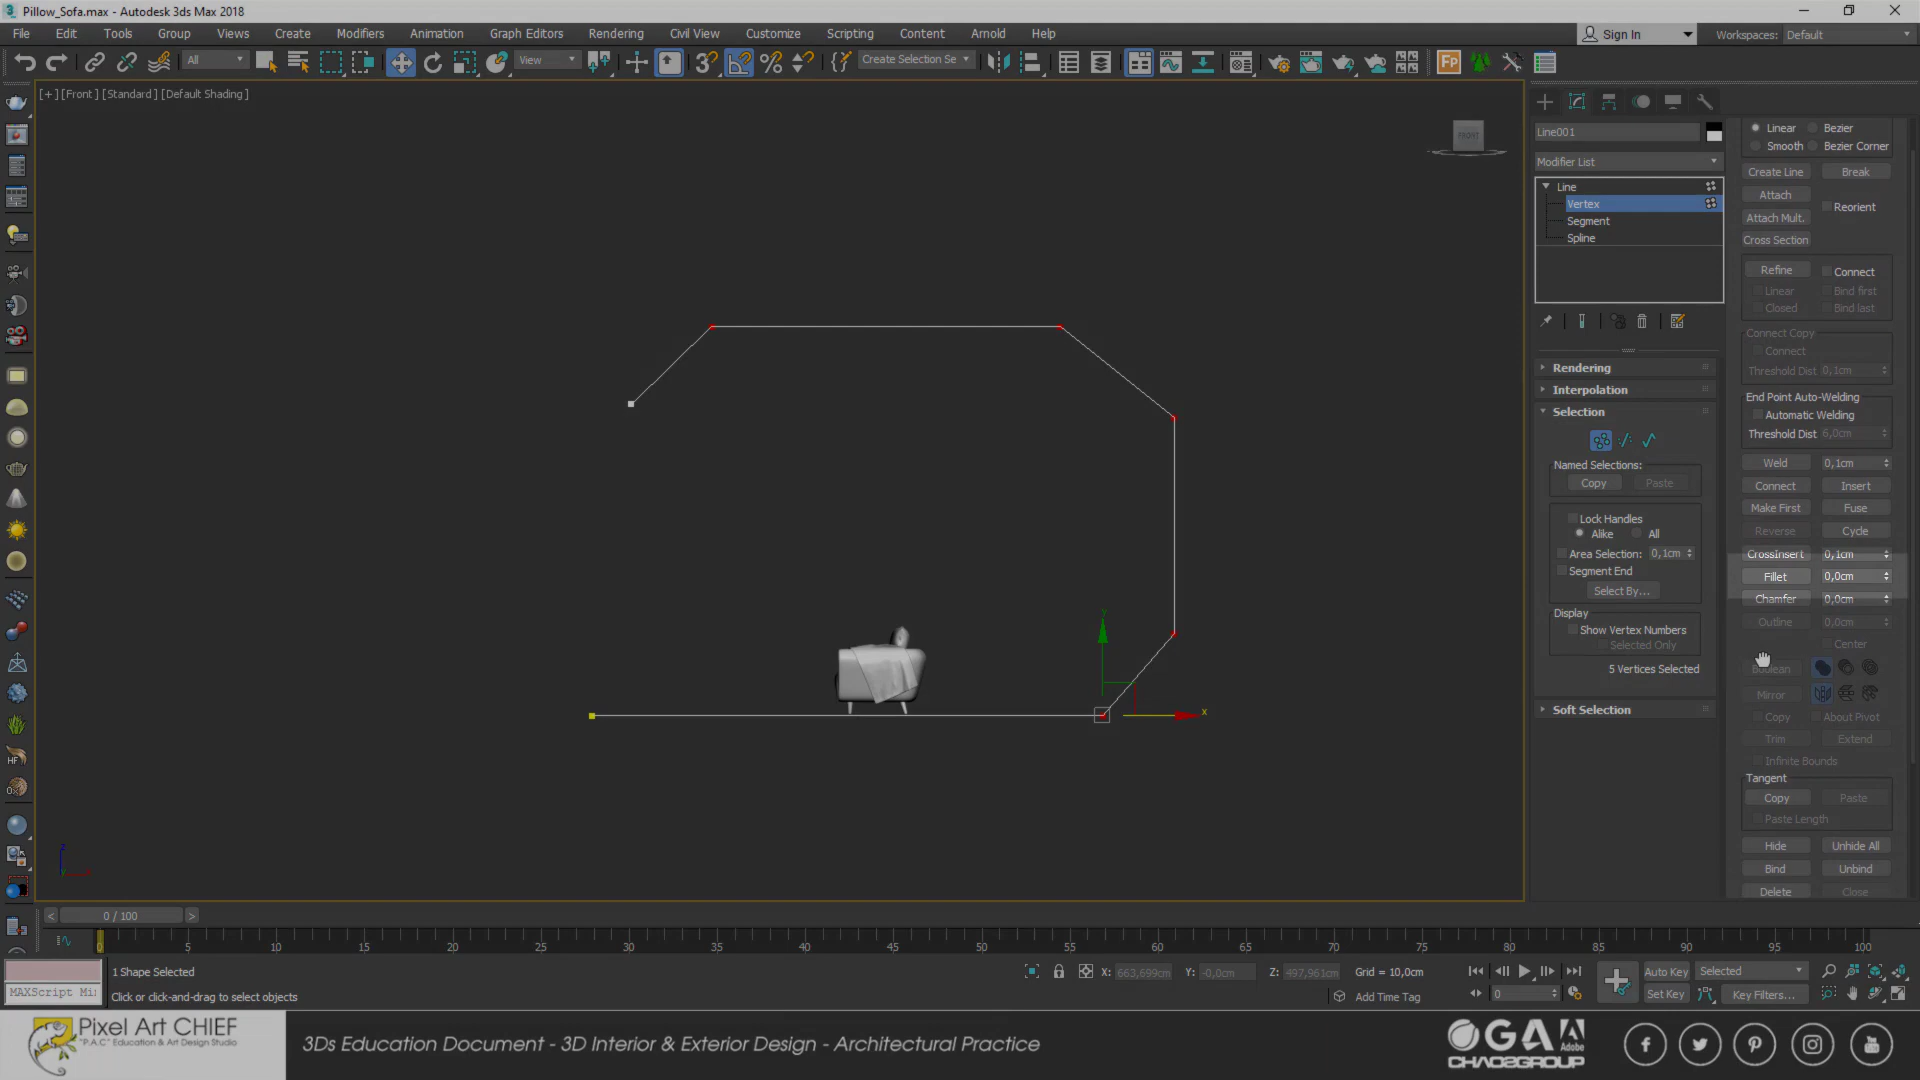 Pillow_Sofa.max - Autodesk 3ds Max 2018
File Edit Tools Group Views Create Modifiers Animation Graph Editors Rendering Civil View Customize Scripting Content Arnold Help
Sign In Workspaces: Default
All View Create Selection Se
[+] [Front ] [Standard ] [Default Shading ]
FRONT
Line001
Modifier List
Line
Vertex
Segment
Spline
Rendering
Interpolation
Selection
Named Selections:
Copy Paste
Lock Handles
Alike All
Area Selection: 0,1cm
Segment End
Select By...
Display
Show Vertex Numbers
Selected Only
5 Vertices Selected
Soft Selection
Linear Bezier
Smooth Bezier Corner
Create Line Break
Attach
Reorient
Attach Mult.
Cross Section
Refine Connect
Linear Bind first
Closed Bind last
Connect Copy
Connect
Threshold Dist 0,1cm
End Point Auto-Welding
Automatic Welding
Threshold Dist 6,0cm
Weld 0,1cm
Connect Insert
Make First Fuse
Reverse Cycle
CrossInsert 0,1cm
Fillet 0,0cm
Chamfer 0,0cm
Outline 0,0cm
Center
Boolean
Mirror
Copy About Pivot
Trim Extend
Infinite Bounds
Tangent
Copy Paste
Paste Length
Hide Unhide All
Bind Unbind
Delete Close
y
x
z
< 0 / 100 >
0 5 10 15 20 25 30 35 40 45 50 55 60 65 70 75 80 85 90 95 100
1 Shape Selected
X: 663,699cm Y: -0,0cm Z: 497,961cm Grid = 10,0cm
Auto Key Selected
MAXScript Mi
Click or click-and-drag to select objects
Add Time Tag
0
Set Key Key Filters...
Pixel Art CHIEF
"P.A.C" Education & Art Design Studio
3Ds Education Document - 3D Interior & Exterior Design - Architectural Practice
GA
Adobe
CHAOSGROUP